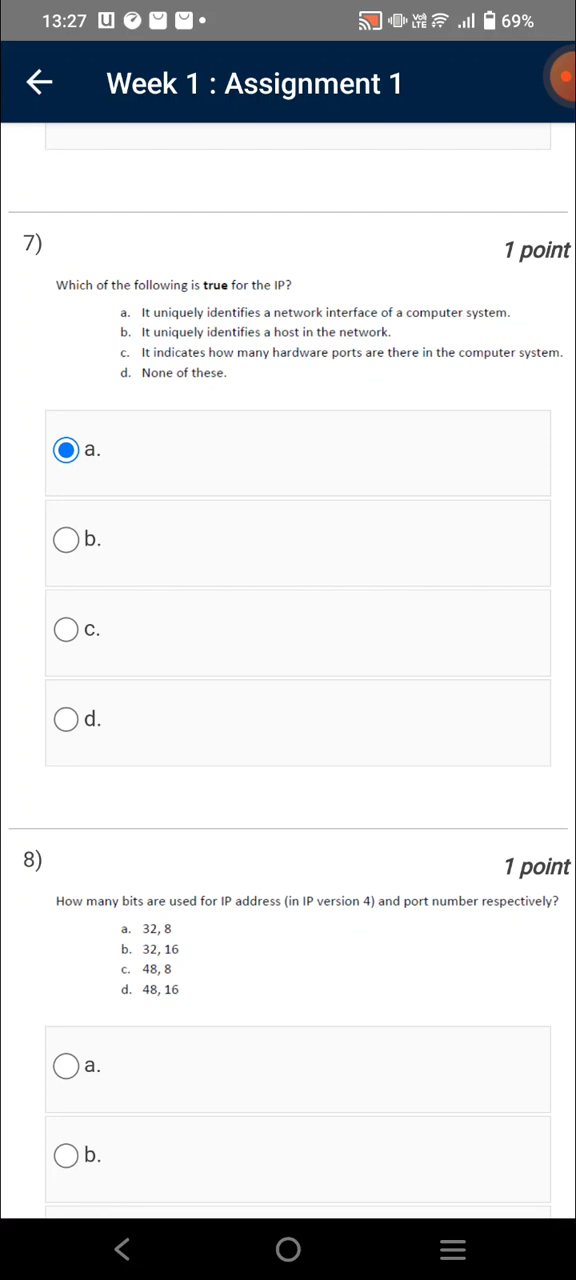 13:27
Vo) LTE
69%
Week 1 : Assignment 1
7)
1 point
Which of the following is true for the IP?
a. It uniquely identifies a network interface of a computer system.
b. It uniquely identifies a host in the network.
c. It indicates how many hardware ports are there in the computer system.
d. None of these.
a.
b.
c.
d.
8)
1 point
How many bits are used for IP address (in IP version 4) and port number respectively?
a. 32, 8
b. 32, 16
c. 48, 8
d. 48, 16
a.
b.